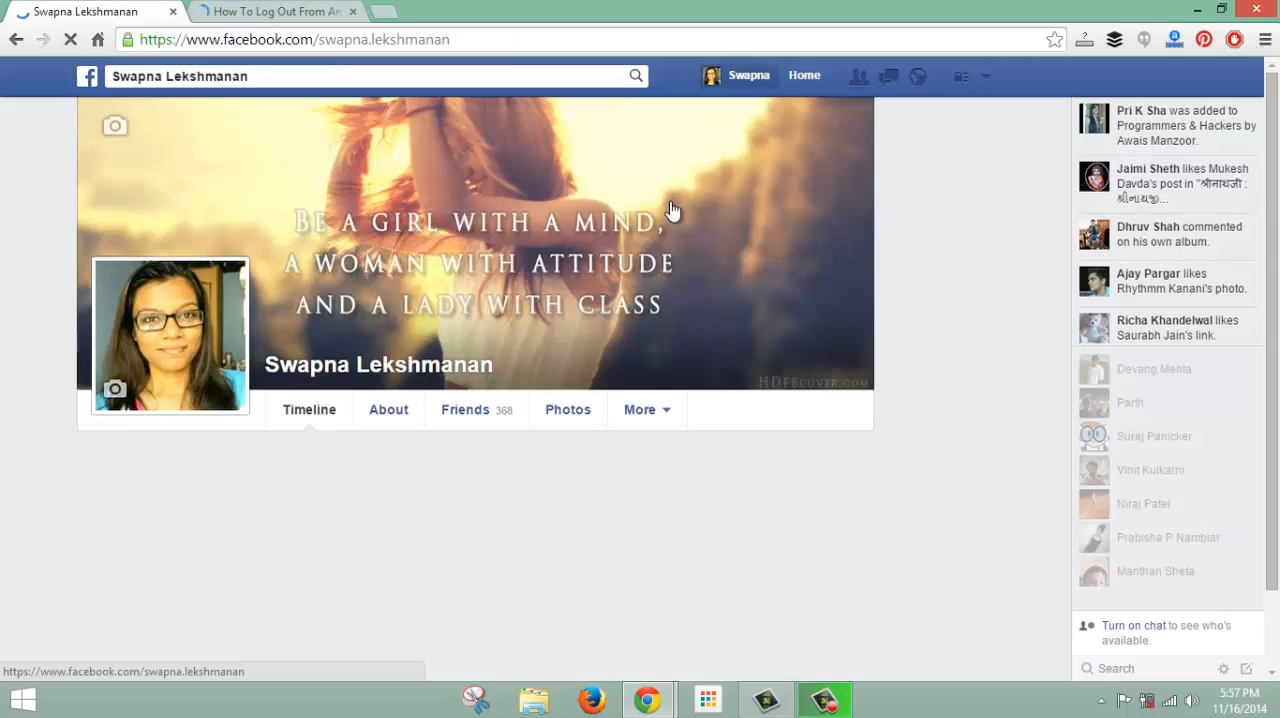 Swapna Lekshmanan
How To Log Out From An
https://www.facebook.com/swapna.lekshmanan
Swapna Lekshmanan
Swapna
Home
BE A GIRL WITH A MIND,
A WOMAN WITH ATTITUDE
AND A LADY WITH CLASS
Swapna Lekshmanan
HDFBCOVER.COM
Timeline
About
Friends 368
Photos
More
Pri K Sha was added to
Programmers & Hackers by
Awais Manzoor.
Jaimi Sheth likes Mukesh
Davda's post in "श्रीनाथजी :
श्रीनाथ...
Dhruv Shah commented
on his own album.
Ajay Pargar likes
Rhythmm Kanani's photo.
Richa Khandelwal likes
Saurabh Jain's link.
Devang Mehta
Parth
Suraj Panicker
Vinit Kulkarni
Niraj Patel
Prabisha P Nambiar
Manthan Sheta
Turn on chat to see who's
available.
Search
https://www.facebook.com/swapna.lekshmanan
5:57 PM
11/16/2014